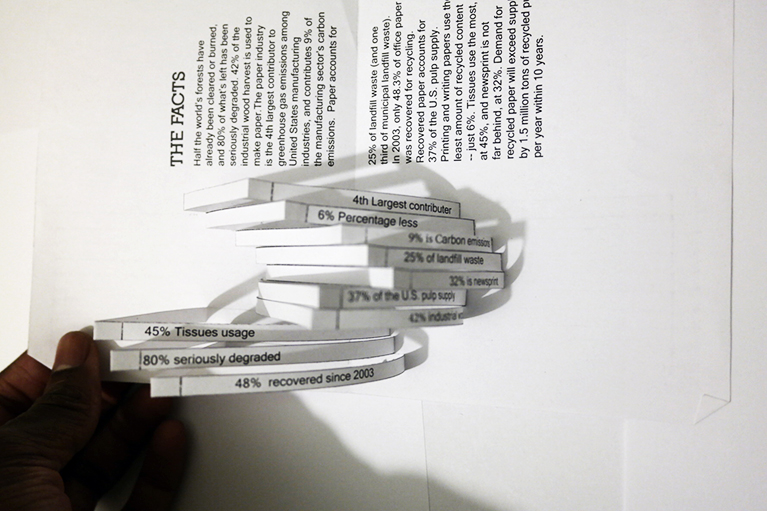 THE FACTS
Half the world's forests have
already been cleared or burned,
and 80% of what's left has been
seriously degraded. 42% of the
industrial wood harvest is used to
make paper.The paper industry
is the 4th largest contributor to
greenhouse gas emissions among
United States manufacturing
industries, and contributes 9% of
the manufacturing sector's carbon
emissions. Paper accounts for
25% of landfill waste (and one
third of municipal landfill waste).
In 2003, only 48.3% of office paper
was recovered for recycling.
Recovered paper accounts for
37% of the U.S. pulp supply.
Printing and writing papers use the
least amount of recycled content
-- just 6%. Tissues use the most,
at 45%, and newsprint is not
far behind, at 32%. Demand for
recycled paper will exceed
by 1.5 million tons of recycled
per year within 10 years.
4th Largest contributer
6% Percentage less
9% is Carbon emissions
25% of landfill waste
32% is newsprint
37% of the U.S. pulp supply
42% industrial
45% Tissues usage
80% seriously degraded
48% recovered since 2003